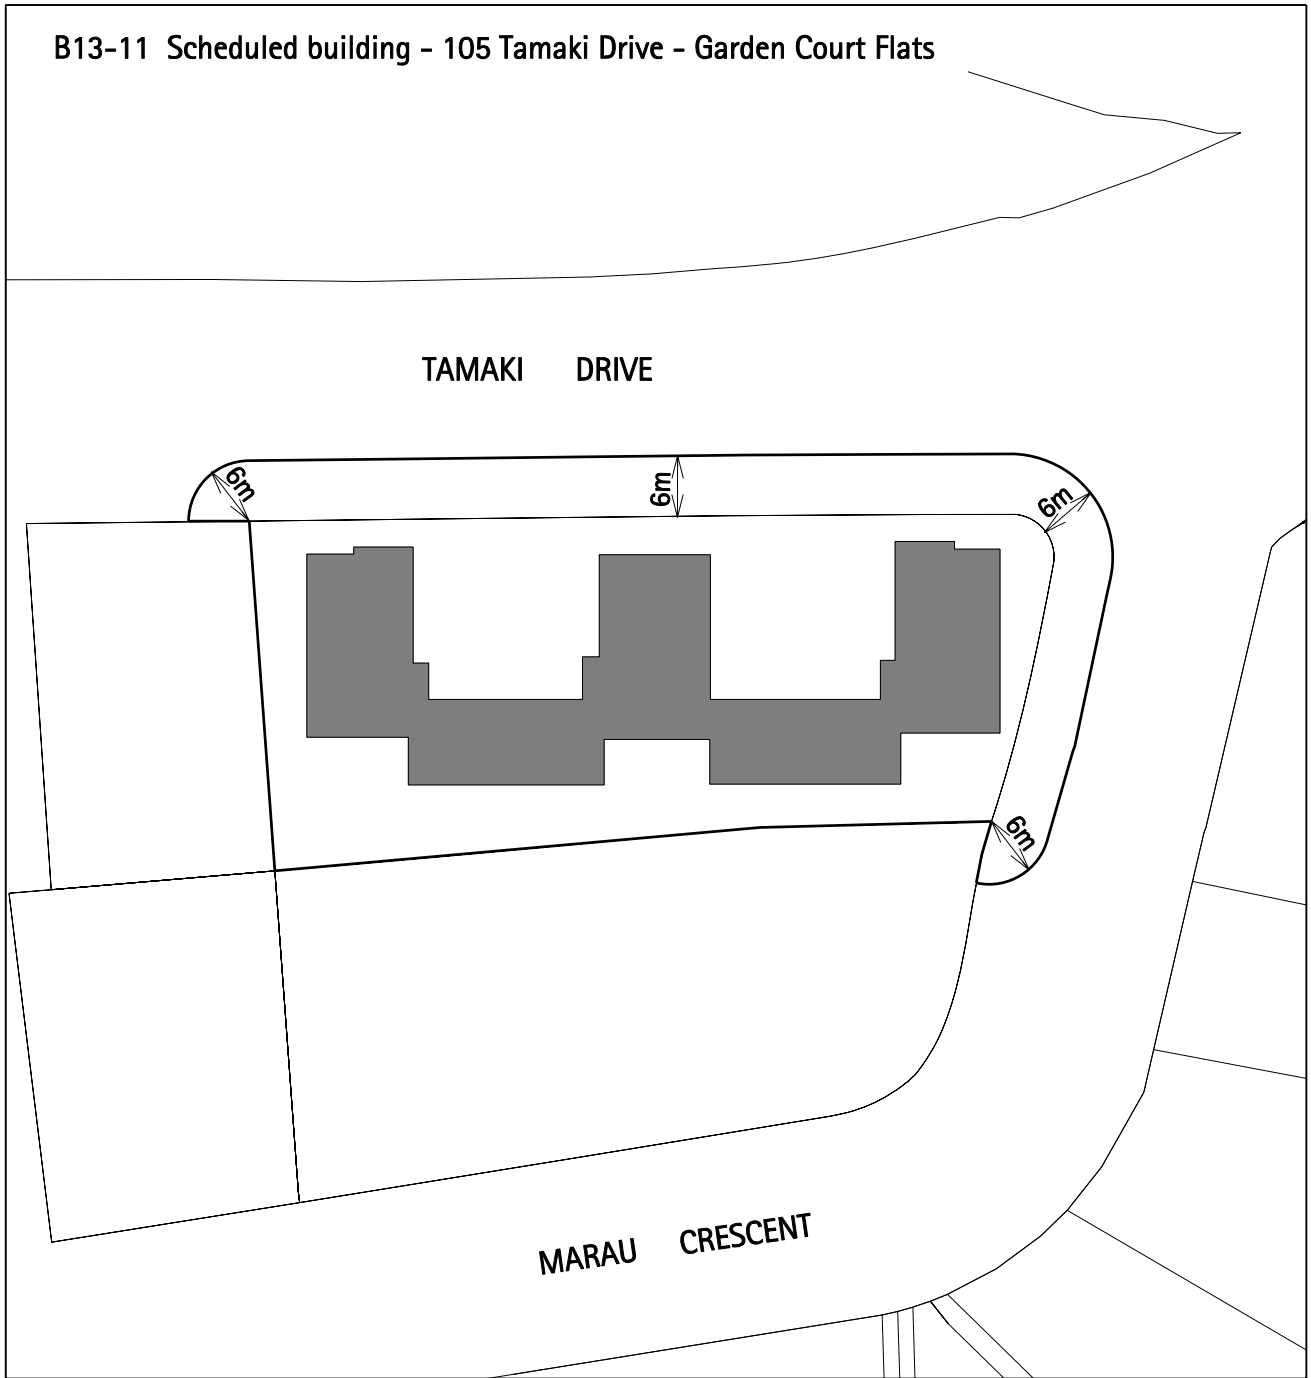 B13-11 Scheduled building - 105 Tamaki Drive - Garden Court Flats
TAMAKI DRIVE
6m
6m
6m
6m
MARAU CRESCENT